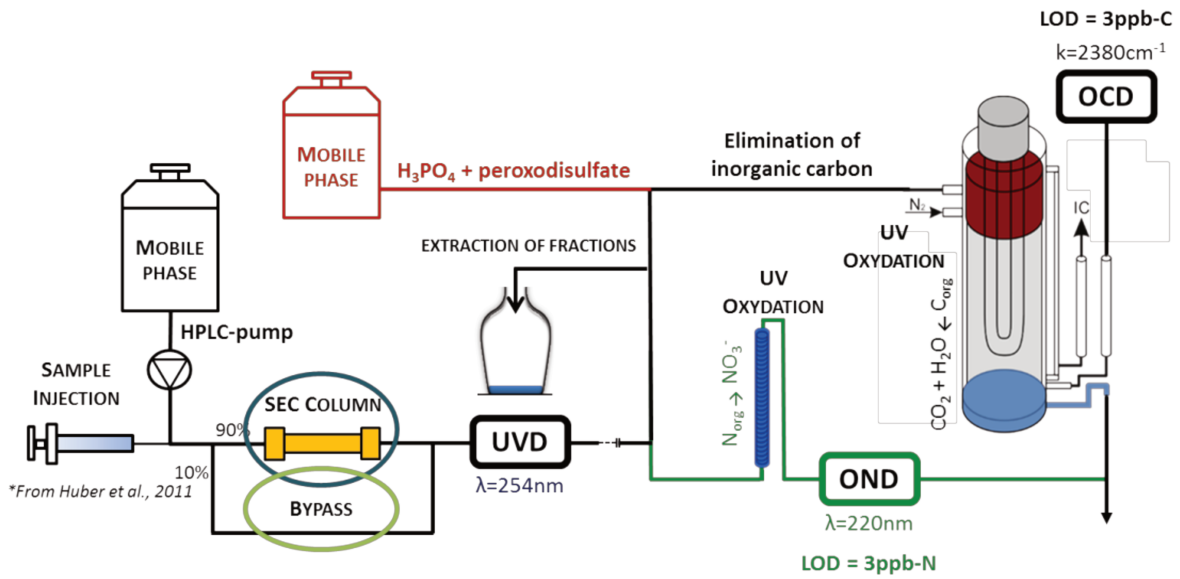 LOD = 3ppb-C
k=2380cm⁻¹
OCD
MOBILE
PHASE
H₃PO₄ + peroxodisulfate
Elimination of
inorganic carbon
N₂
IC
UV
OXYDATION
CO₂ + H₂O ← C_org
MOBILE
PHASE
EXTRACTION OF FRACTIONS
UV
OXYDATION
N_org → NO₃⁻
HPLC-pump
SAMPLE
INJECTION
90%
SEC COLUMN
10%
*From Huber et al., 2011
BYPASS
UVD
λ=254nm
OND
λ=220nm
LOD = 3ppb-N